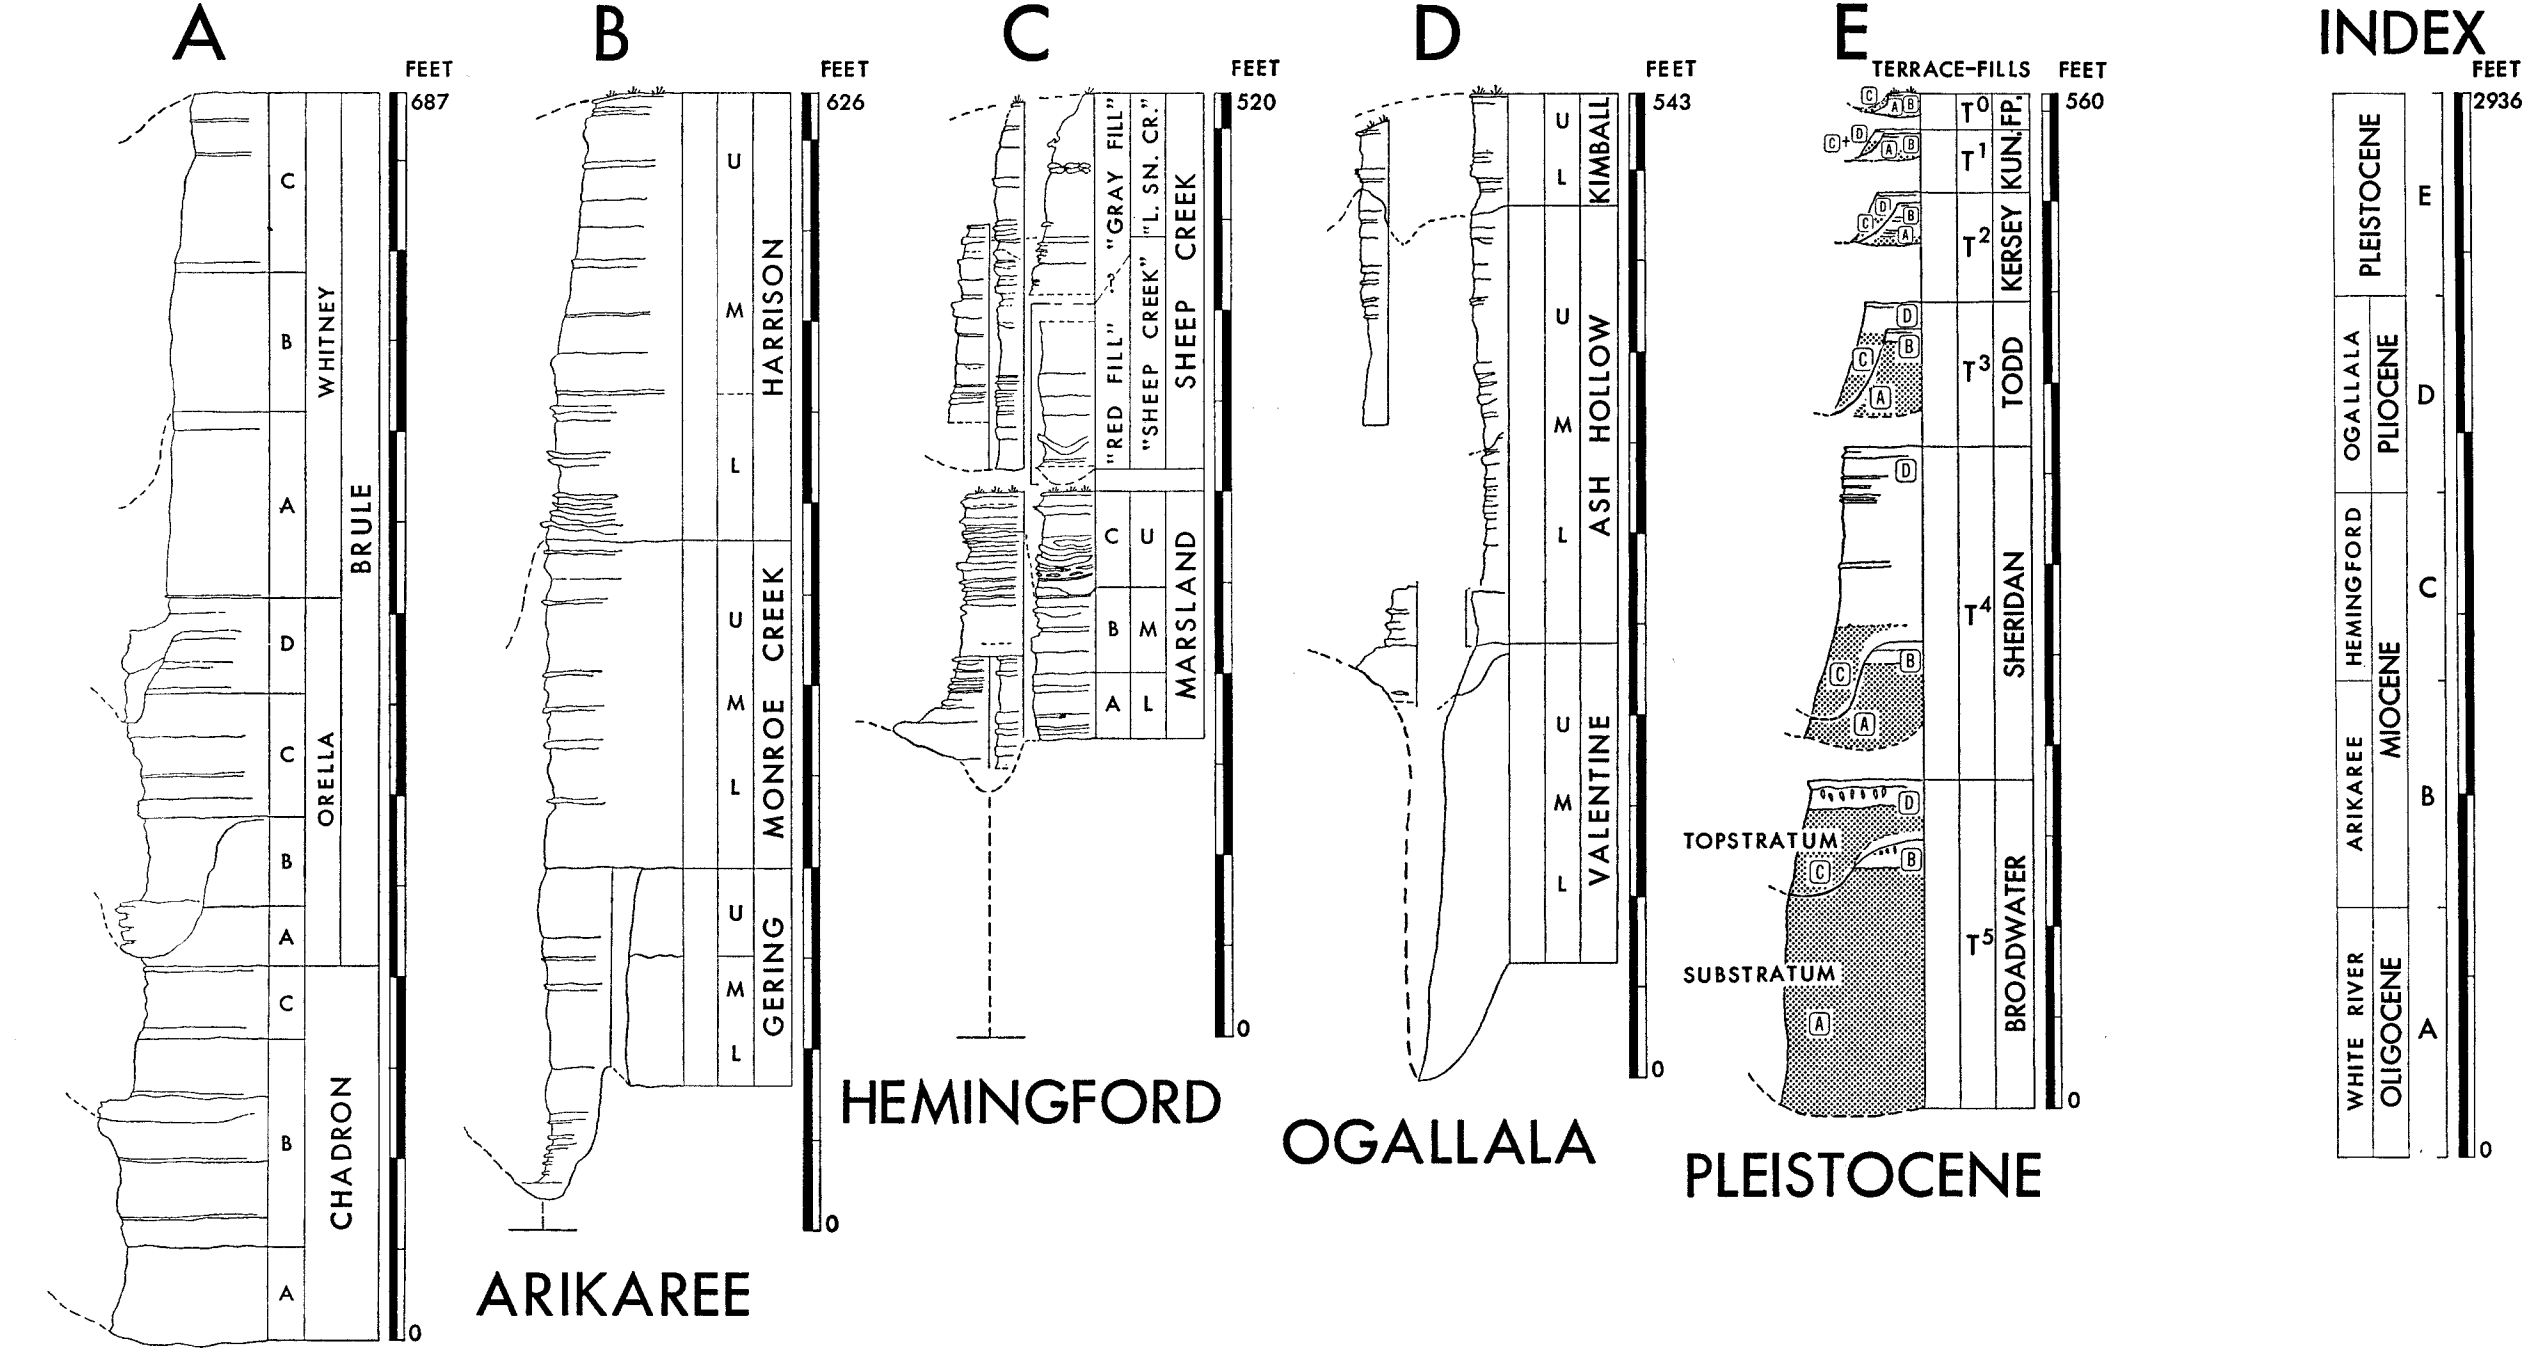 A
FEET
687
C
B
A
WHITNEY
D
C
B
A
ORELLA
BRULE
C
B
A
CHADRON
0
B
FEET
626
U
M
L
HARRISON
U
M
L
MONROE CREEK
U
M
L
GERING
0
ARIKAREE
C
FEET
520
"RED FILL" ? "GRAY FILL"
"SHEEP CREEK" "L. SN. CR."
SHEEP CREEK
C U
B M
A L
MARSLAND
0
HEMINGFORD
D
FEET
543
U
L
KIMBALL
U
M
L
ASH HOLLOW
U
M
L
VALENTINE
0
OGALLALA
E
TERRACE-FILLS
FEET
560
C A B
T0
FP.
C+D A B
T1
KUN.
D B C A
T2
KERSEY
D B C A
T3
TODD
D
C B A
T4
SHERIDAN
D
TOPSTRATUM
C B
SUBSTRATUM
A
T5
BROADWATER
0
PLEISTOCENE
INDEX
FEET
2936
PLEISTOCENE
E
OGALLALA
PLIOCENE
D
HEMINGFORD
C
MIOCENE
ARIKAREE
B
WHITE RIVER
OLIGOCENE
A
0